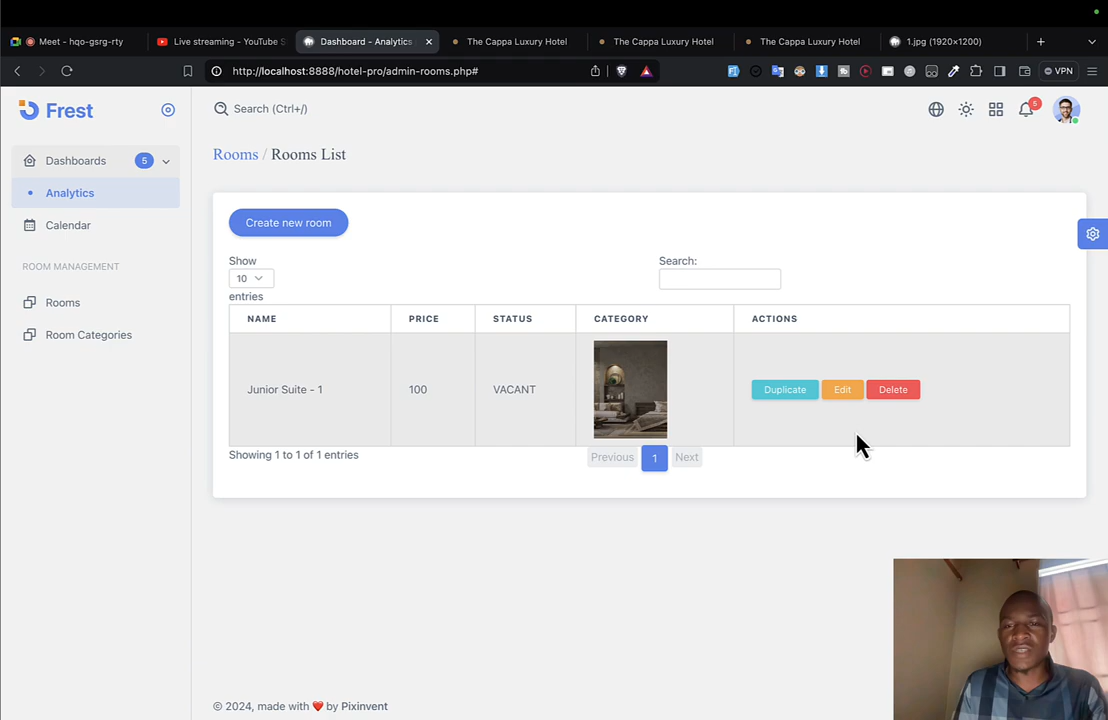 Meet - hqo-gsrg-rty
Live streaming - YouTube S
Dashboard - Analytics
The Cappa Luxury Hotel
The Cappa Luxury Hotel
The Cappa Luxury Hotel
1.jpg (1920×1200)
http://localhost:8888/hotel-pro/admin-rooms.php#
VPN
Frest
Search (Ctrl+/)
5
Dashboards
5
Analytics
Calendar
ROOM MANAGEMENT
Rooms
Room Categories
Rooms / Rooms List
Create new room
Show
10
entries
Search:
NAME PRICE STATUS CATEGORY ACTIONS
Junior Suite - 1 100 VACANT Duplicate Edit Delete
Showing 1 to 1 of 1 entries
Previous 1 Next
© 2024, made with ❤️ by Pixinvent